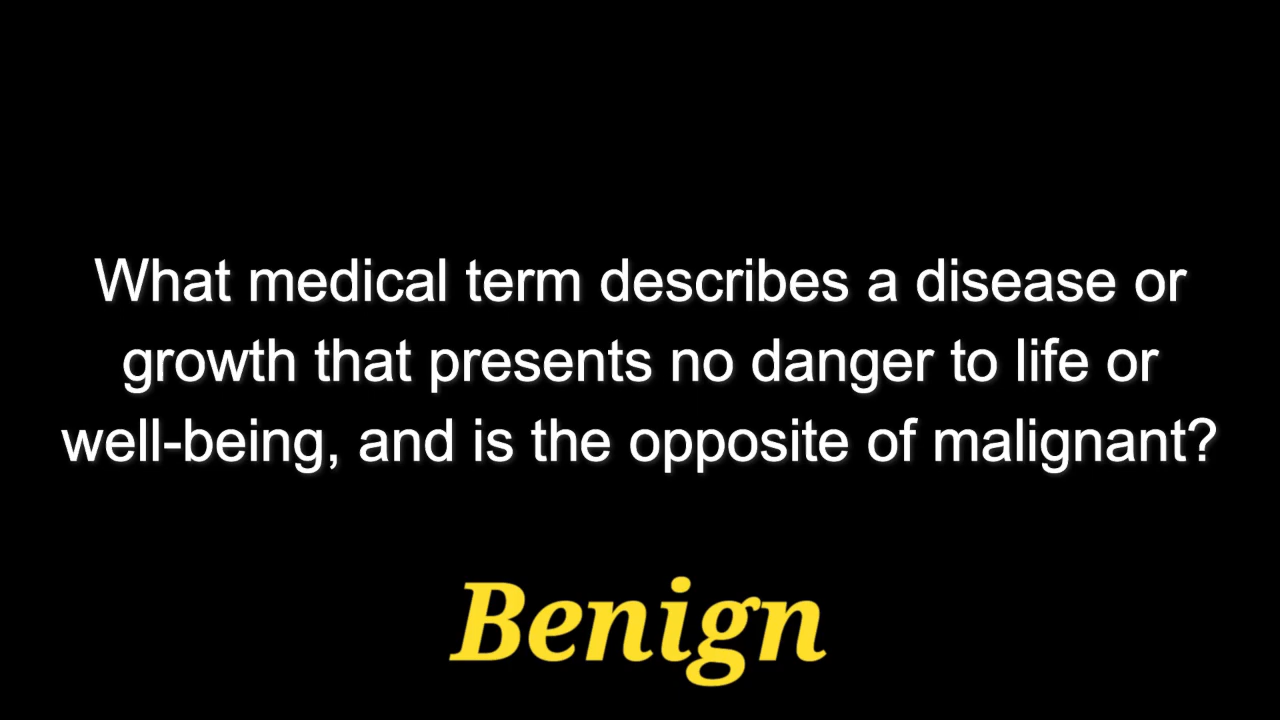 What medical term describes a disease or
growth that presents no danger to life or
well-being, and is the opposite of malignant?
Benign